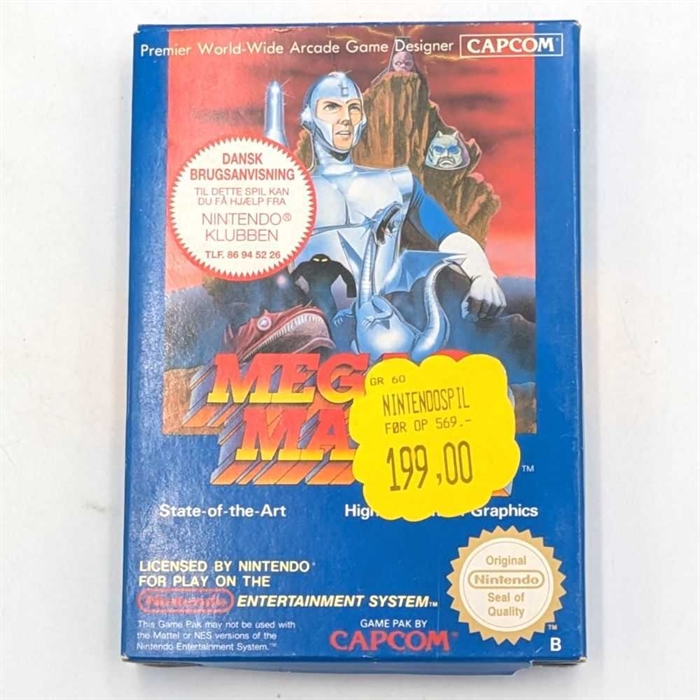 Premier World-Wide Arcade Game Designer CAPCOM®
DANSK
BRUGSANVISNING
TIL DETTE SPIL KAN
DU FÅ HJÆLP FRA
NINTENDO®
KLUBBEN
TLF. 86 94 52 26
MEGA
MA
TM
GR 60
NINTENDOSPIL
FØR OP 569.-
199,00
State-of-the-Art High Graphics
LICENSED BY NINTENDO®
FOR PLAY ON THE
Nintendo®
ENTERTAINMENT SYSTEM™
This Game Pak may not be used with
the Mattel or NES versions of the
Nintendo Entertainment System.™
GAME PAK BY
CAPCOM®
Original
Nintendo
Seal of
Quality
TM
B